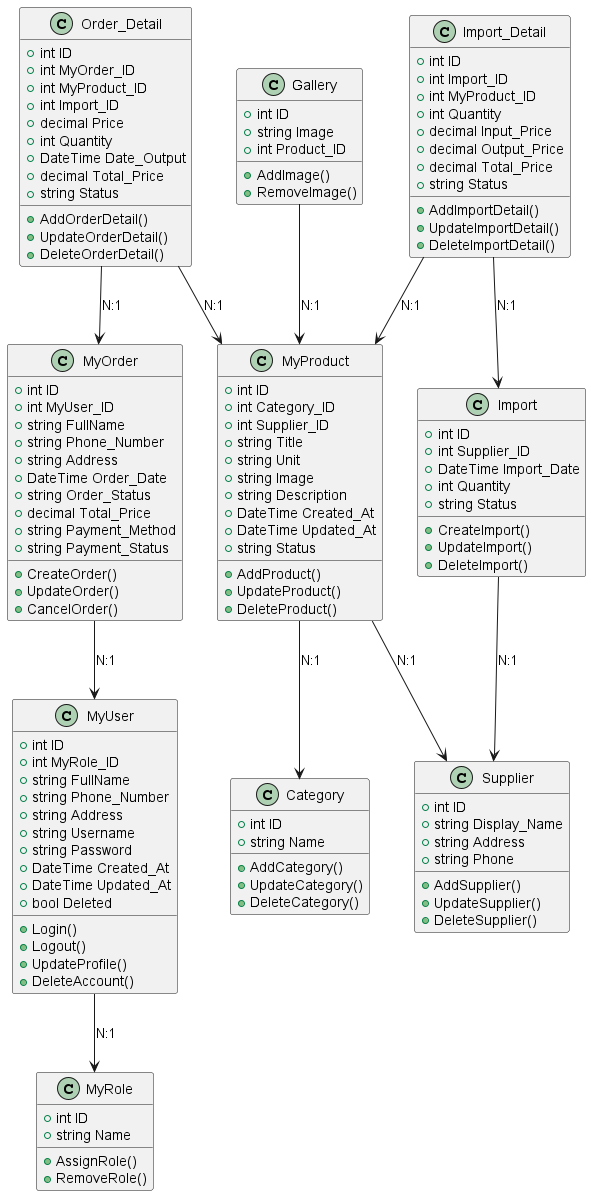 C Order_Detail
int ID
int MyOrder_ID
int MyProduct_ID
int Import_ID
decimal Price
int Quantity
DateTime Date_Output
decimal Total_Price
string Status
AddOrderDetail()
UpdateOrderDetail()
DeleteOrderDetail()
C Gallery
int ID
string Image
int Product_ID
AddImage()
RemoveImage()
C Import_Detail
int ID
int Import_ID
int MyProduct_ID
int Quantity
decimal Input_Price
decimal Output_Price
decimal Total_Price
string Status
AddImportDetail()
UpdateImportDetail()
DeleteImportDetail()
N:1
N:1
N:1
N:1
N:1
C MyOrder
int ID
int MyUser_ID
string FullName
string Phone_Number
string Address
DateTime Order_Date
string Order_Status
decimal Total_Price
string Payment_Method
string Payment_Status
CreateOrder()
UpdateOrder()
CancelOrder()
C MyProduct
int ID
int Category_ID
int Supplier_ID
string Title
string Unit
string Image
string Description
DateTime Created_At
DateTime Updated_At
string Status
AddProduct()
UpdateProduct()
DeleteProduct()
C Import
int ID
int Supplier_ID
DateTime Import_Date
int Quantity
string Status
CreateImport()
UpdateImport()
DeleteImport()
N:1
N:1
N:1
N:1
C MyUser
int ID
int MyRole_ID
string FullName
string Phone_Number
string Address
string Username
string Password
DateTime Created_At
DateTime Updated_At
bool Deleted
Login()
Logout()
UpdateProfile()
DeleteAccount()
C Category
int ID
string Name
AddCategory()
UpdateCategory()
DeleteCategory()
C Supplier
int ID
string Display_Name
string Address
string Phone
AddSupplier()
UpdateSupplier()
DeleteSupplier()
N:1
C MyRole
int ID
string Name
AssignRole()
RemoveRole()